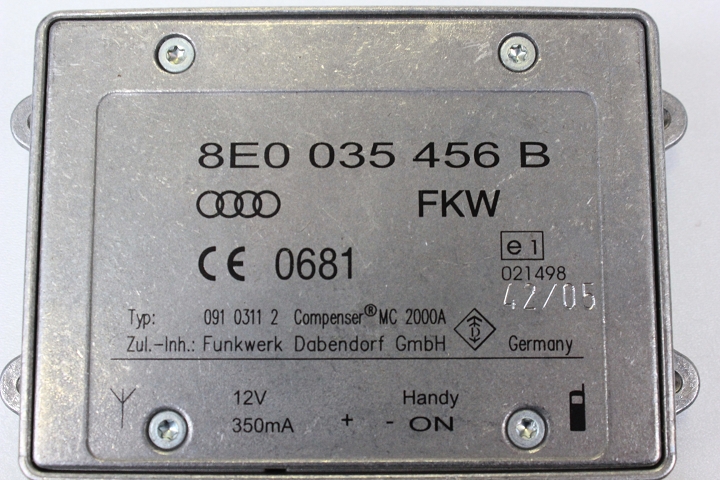 8E0 035 456 B
FKW
CE 0681
e1
021498
42/05
Typ: 091 0311 2 Compenser® MC 2000A
Zul.-Inh.: Funkwerk Dabendorf GmbH Germany
12V Handy
350mA + - ON